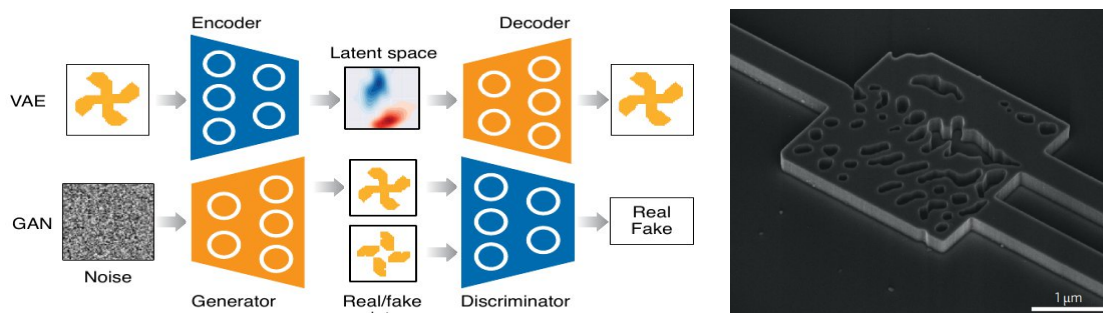 Encoder
Decoder
Latent space
VAE
GAN
Real
Fake
Noise
Generator
Real/fake
Discriminator
1 μm